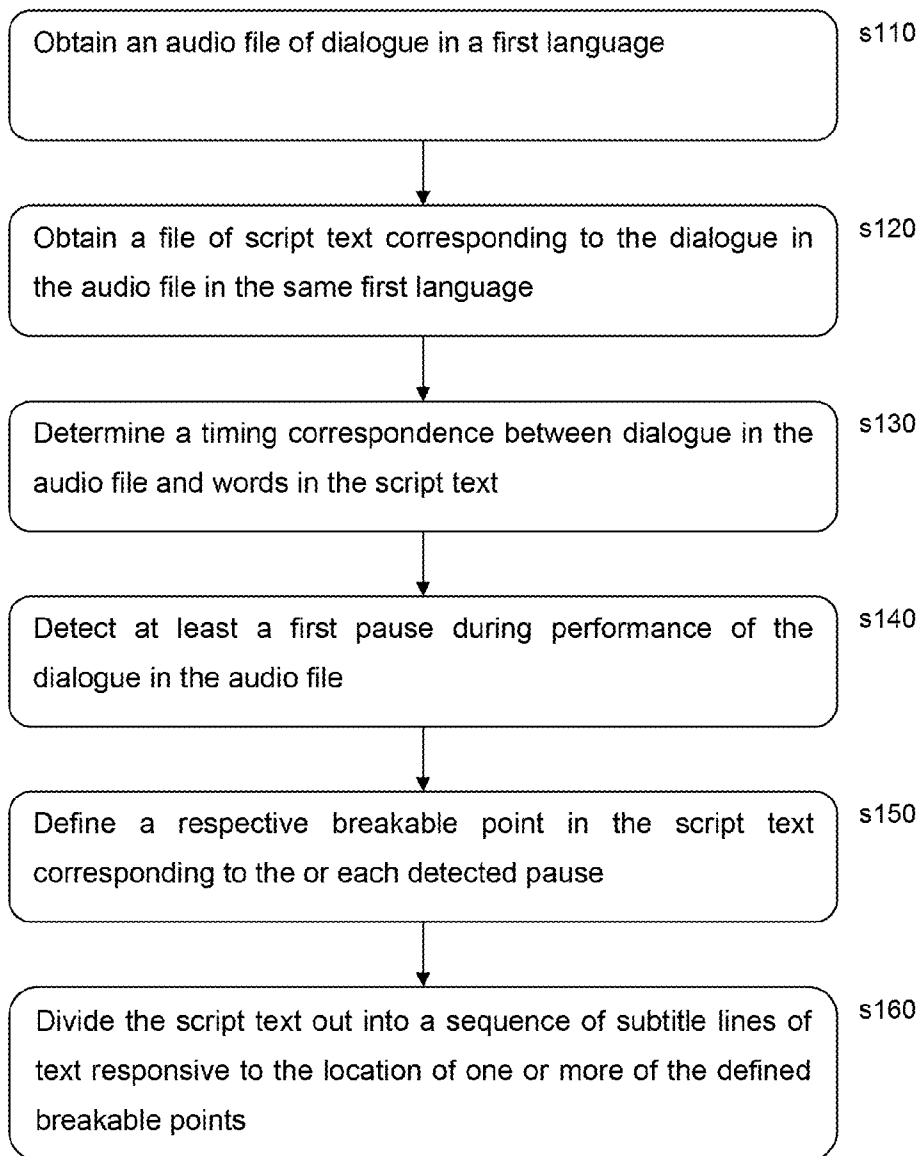 Obtain an audio file of dialogue in a first language
s110
Obtain a file of script text corresponding to the dialogue in
the audio file in the same first language
s120
Determine a timing correspondence between dialogue in the
audio file and words in the script text
s130
Detect at least a first pause during performance of the
dialogue in the audio file
s140
Define a respective breakable point in the script text
corresponding to the or each detected pause
s150
Divide the script text out into a sequence of subtitle lines of
text responsive to the location of one or more of the defined
breakable points
s160